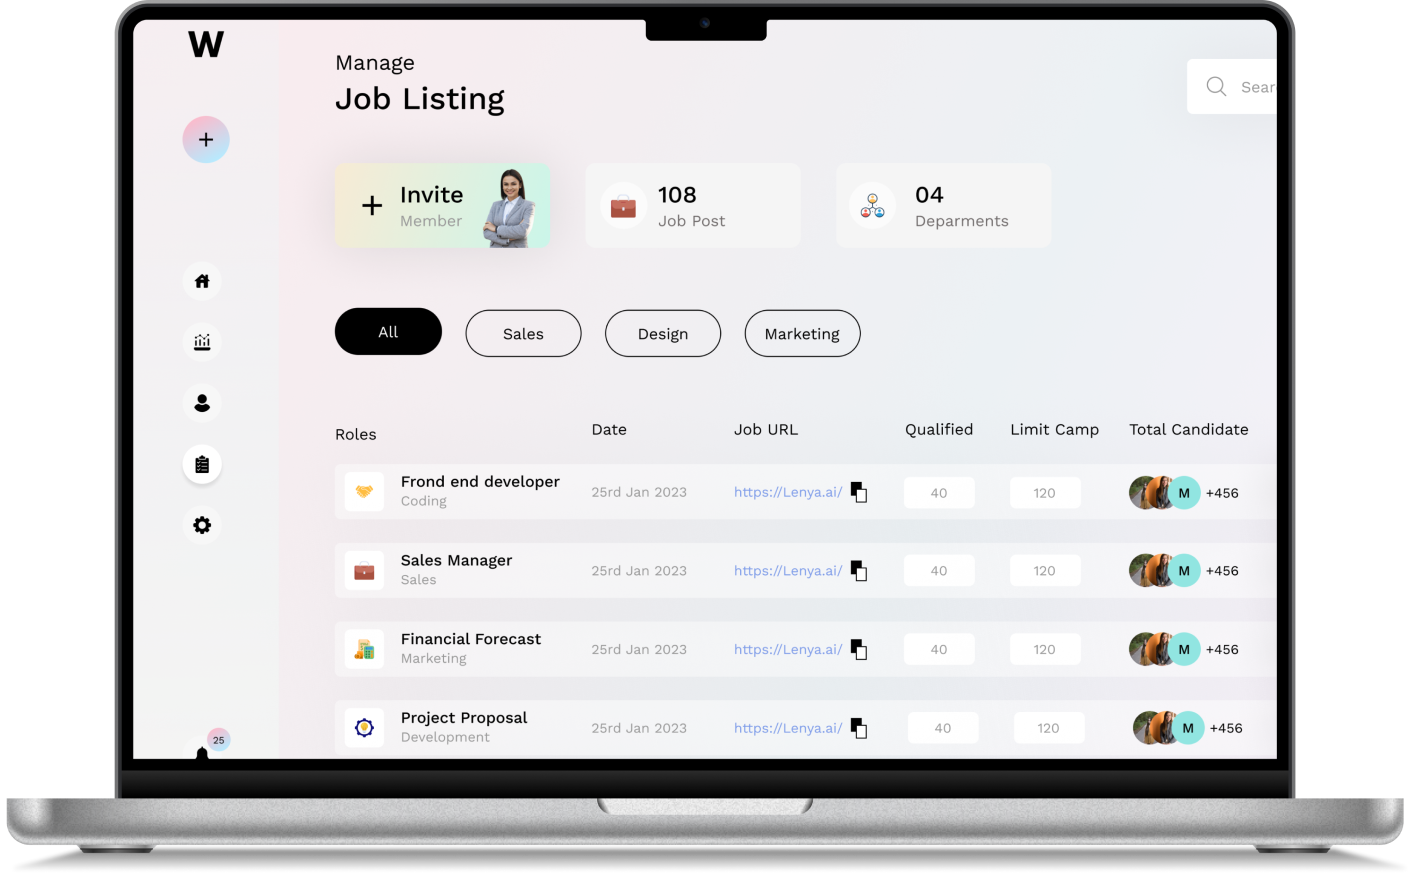 W
Manage
Job Listing
Sear
+
+ Invite
Member
108
Job Post
04
Deparments
All
Sales
Design
Marketing
Roles
Date
Job URL
Qualified
Limit Camp
Total Candidate
Frond end developer
Coding
25rd Jan 2023
https://Lenya.ai/
40
120
M
+456
Sales Manager
Sales
25rd Jan 2023
https://Lenya.ai/
40
120
M
+456
Financial Forecast
Marketing
25rd Jan 2023
https://Lenya.ai/
40
120
M
+456
Project Proposal
Development
25rd Jan 2023
https://Lenya.ai/
40
120
M
+456
25